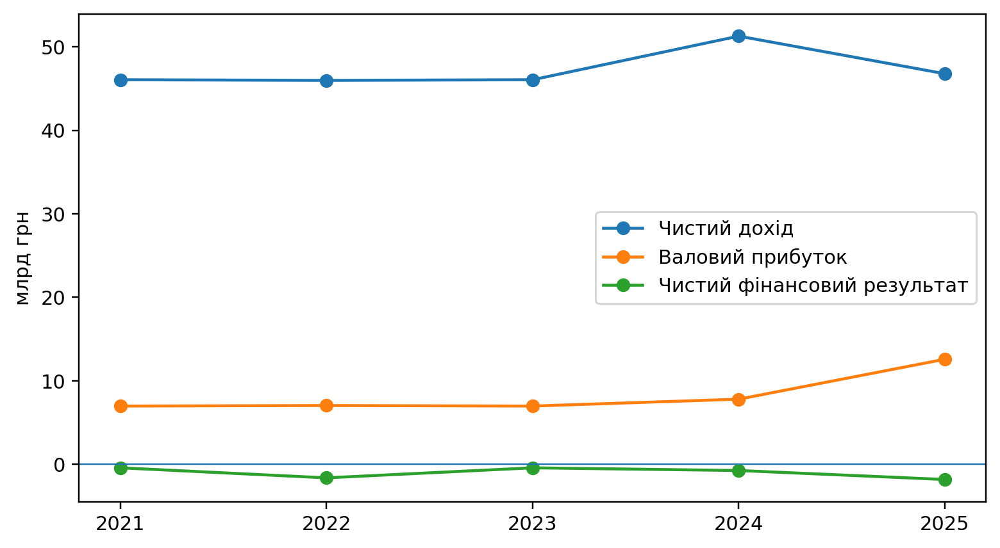 50
40
30
20
10
0
млрд грн
Чистий дохід
Валовий прибуток
Чистий фінансовий результат
2021 2022 2023 2024 2025